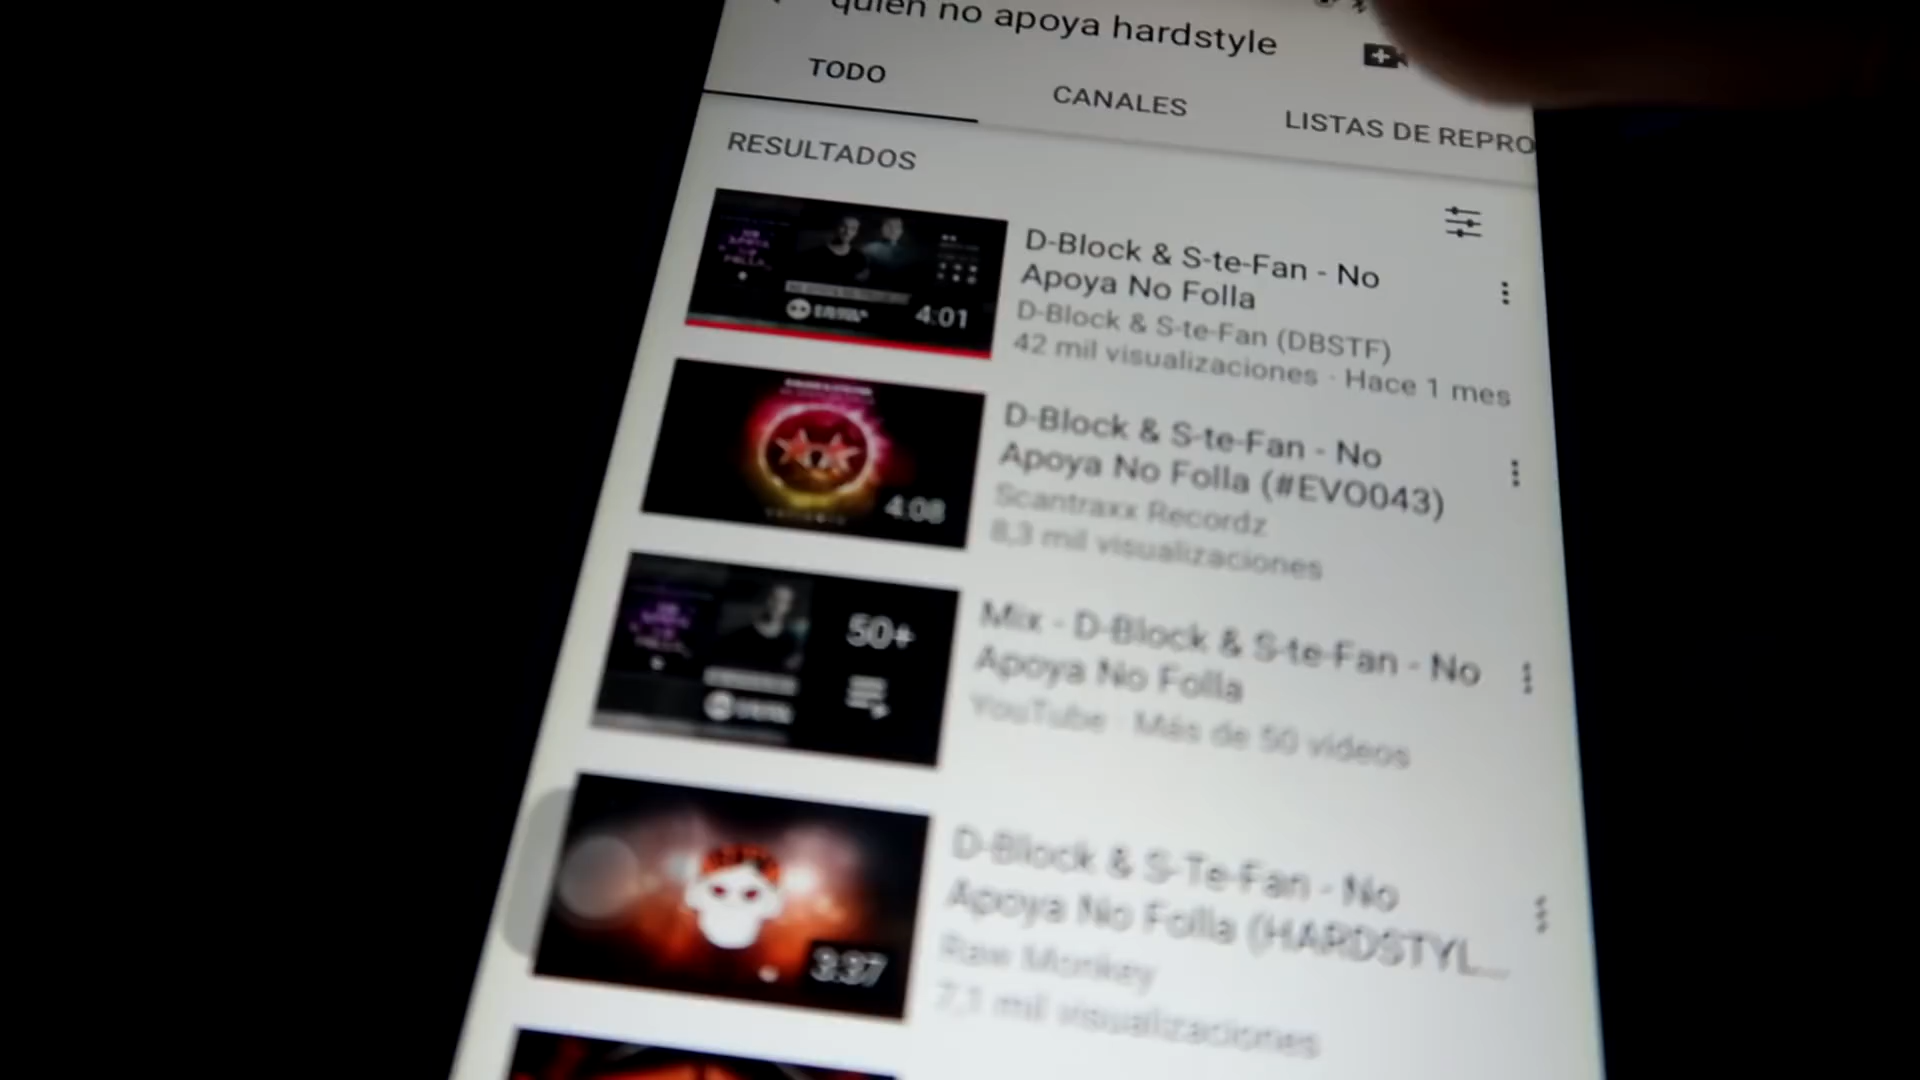 quien no apoya hardstyle
TODO
CANALES
LISTAS DE REPRO
RESULTADOS
D-Block & S-te-Fan - No
Apoya No Folla
D-Block & S-te-Fan (DBSTF)
42 mil visualizaciones · Hace 1 mes
4:01
D-Block & S-te-Fan - No
Apoya No Folla (#EVO043)
Scantraxx Recordz
8,3 mil visualizaciones
4:08
50+
Mix - D-Block & S-te-Fan - No
Apoya No Folla
YouTube · Más de 50 vídeos
D-Block & S-Te-Fan - No
Apoya No Folla (HARDSTYL...
Raw Monkey
7,1 mil visualizaciones
3:37